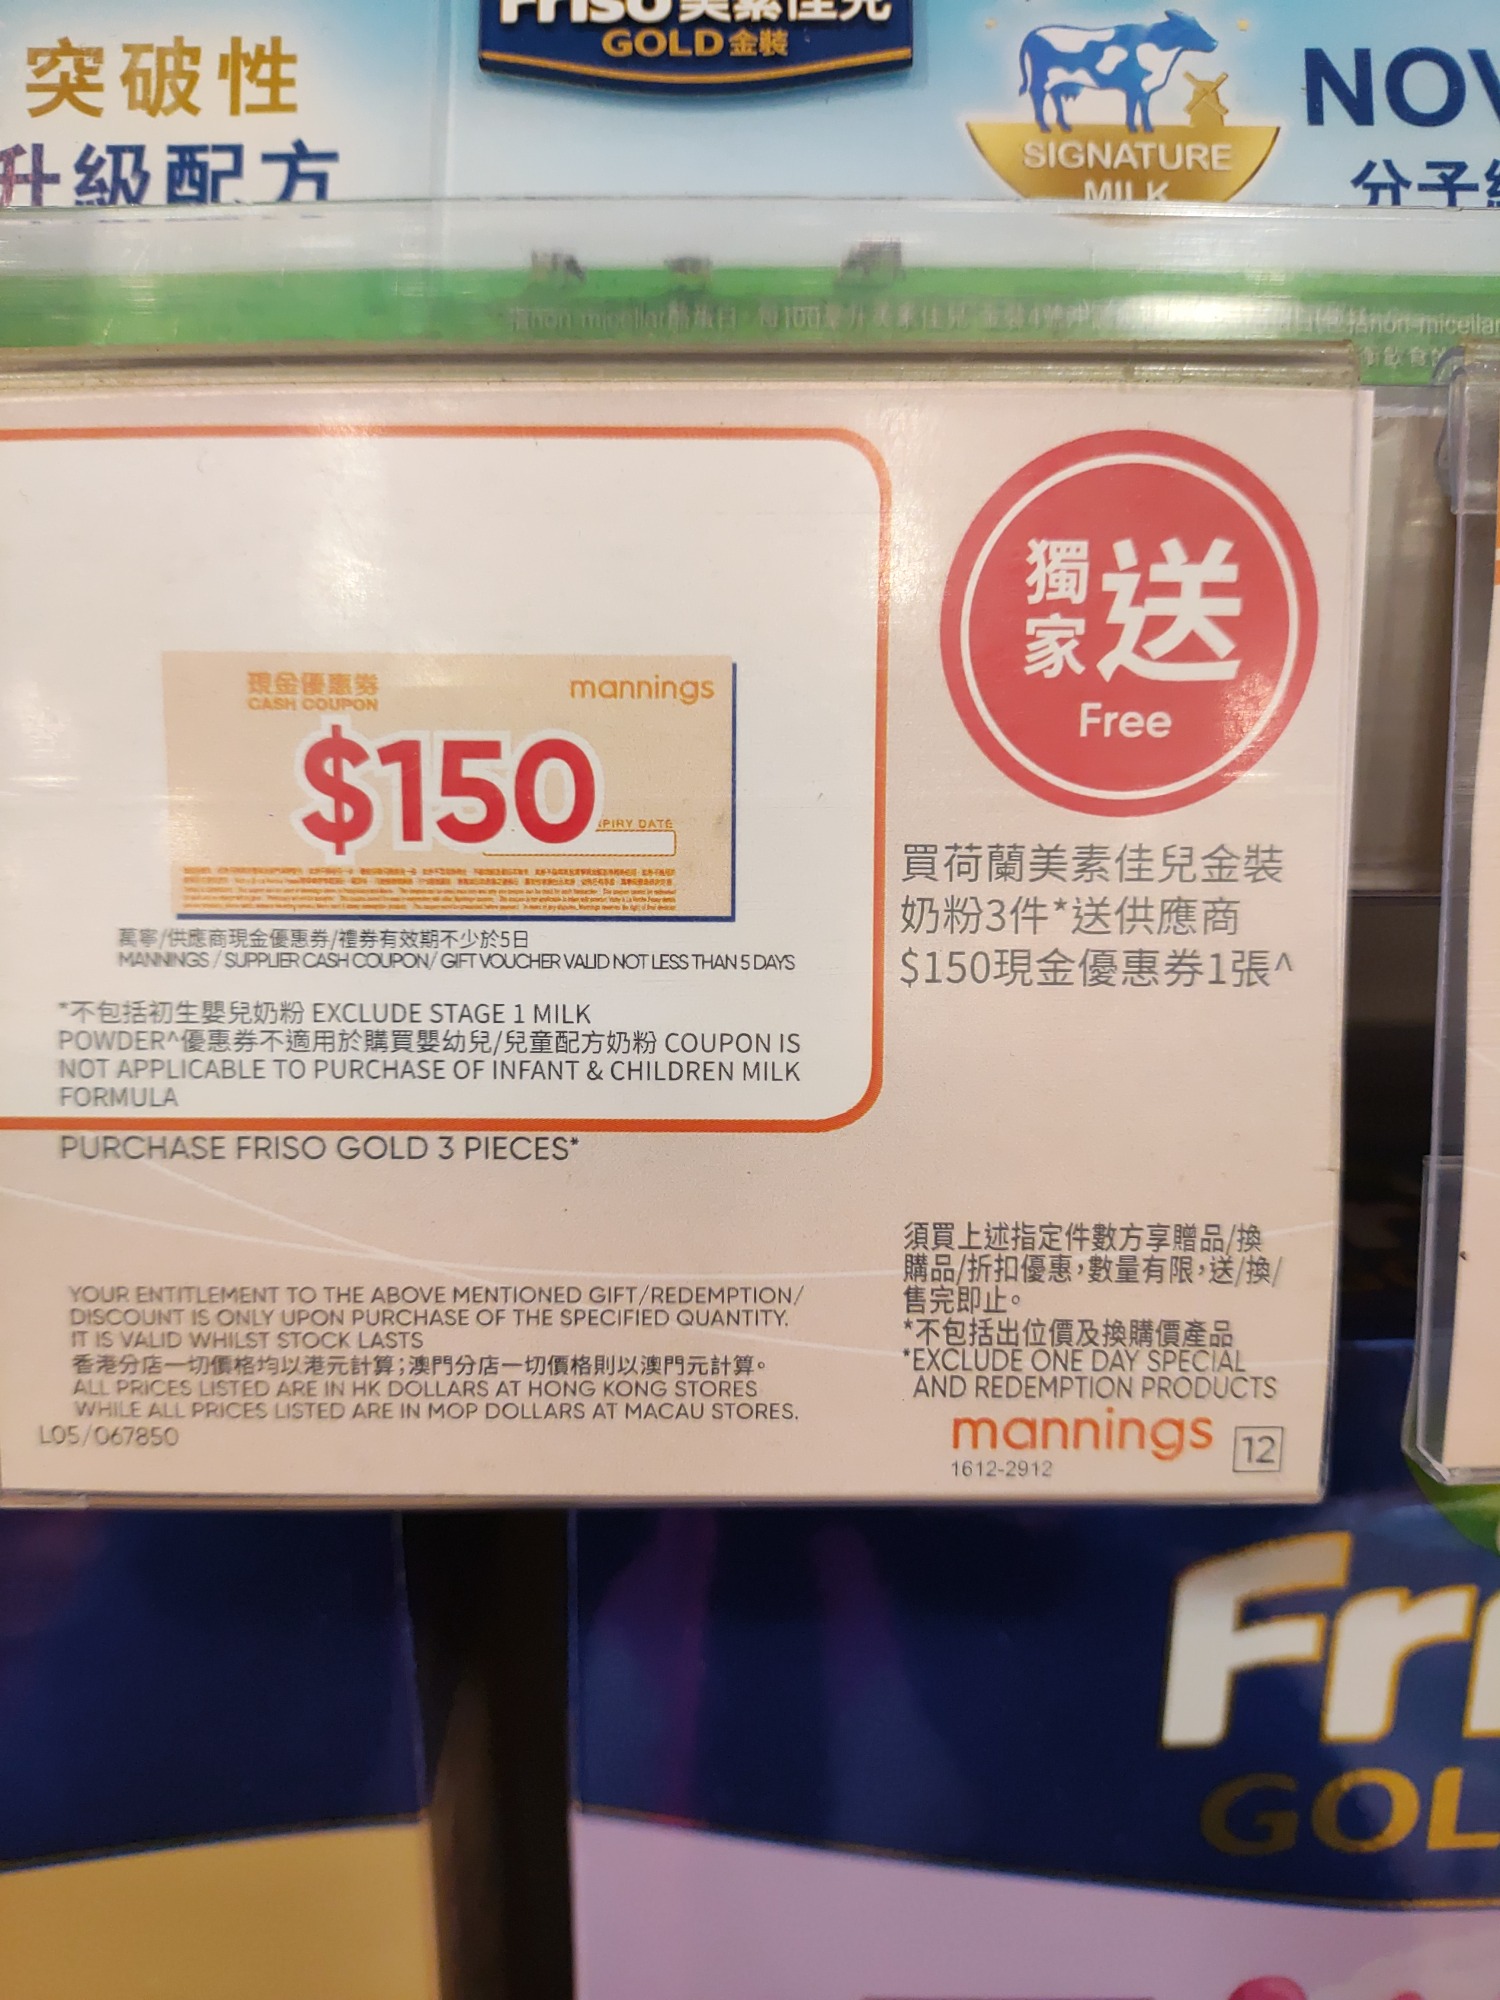 Friso 美素佳兒
GOLD 金裝
突破性
升級配方
SIGNATURE
MILK
NOV
分子
獨家 送
Free
現金優惠券
CASH COUPON
mannings
$150
PIRY DATE
萬寧/供應商現金優惠券/禮券有效期不少於5日
MANNINGS / SUPPLIER CASH COUPON/ GIFT VOUCHER VALID NOT LESS THAN 5 DAYS
*不包括初生嬰兒奶粉 EXCLUDE STAGE 1 MILK
POWDER^優惠券不適用於購買嬰幼兒/兒童配方奶粉 COUPON IS
NOT APPLICABLE TO PURCHASE OF INFANT & CHILDREN MILK
FORMULA
PURCHASE FRISO GOLD 3 PIECES*
買荷蘭美素佳兒金裝
奶粉3件*送供應商
$150現金優惠券1張^
YOUR ENTITLEMENT TO THE ABOVE MENTIONED GIFT/REDEMPTION/
DISCOUNT IS ONLY UPON PURCHASE OF THE SPECIFIED QUANTITY.
IT IS VALID WHILST STOCK LASTS
香港分店一切價格均以港元計算;澳門分店一切價格則以澳門元計算。
ALL PRICES LISTED ARE IN HK DOLLARS AT HONG KONG STORES
WHILE ALL PRICES LISTED ARE IN MOP DOLLARS AT MACAU STORES.
L05/067850
須買上述指定件數方享贈品/換
購品/折扣優惠,數量有限,送/換/
售完即止。
*不包括出位價及換購價產品
*EXCLUDE ONE DAY SPECIAL
AND REDEMPTION PRODUCTS
mannings 12
1612-2912
Fri
GOL